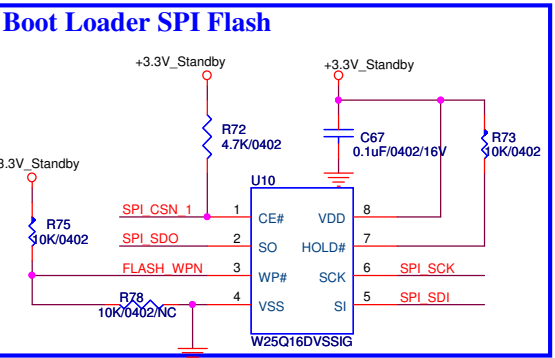 Boot Loader SPI Flash
+3.3V_Standby
+3.3V_Standby
R72
4.7K/0402
C67
0.1uF/0402/16V
R73
10K/0402
3.3V_Standby
U10
R75
10K/0402
SPI_CSN_1 1 CE# VDD 8
SPI_SDO 2 SO HOLD# 7
FLASH_WPN 3 WP# SCK 6 SPI_SCK
R78
10K/0402/NC
4 VSS SI 5 SPI_SDI
W25Q16DVSSIG